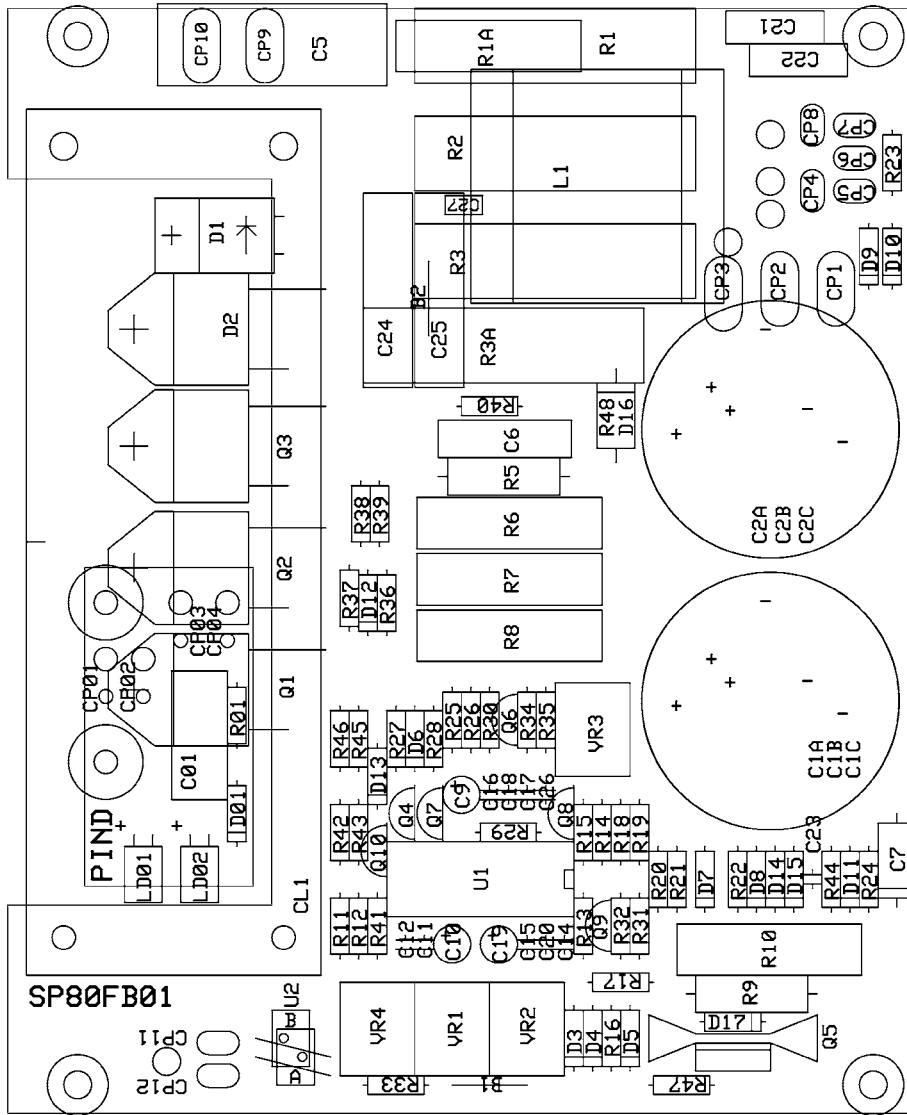 CP10
CP9
C5
R1A
R1
C21
C22
R2
L1
CP8
CP7
CP6
CP4
CP5
R23
C27
D1
R3
D9
D10
CP3
CP2
CP1
B2
D2
C24
C25
R3A
-
R40
R48
D16
+
+
-
+
-
Q3
C6
R5
R38
R39
R6
C2A
C2B
C2C
Q2
R37
D12
R36
R7
CP03
CP04
R8
-
CP01
CP02
Q1
+
+
-
+
-
R01
R46
R45
R27
D6
R28
R25
R26
R30
Q6
R34
R35
VR3
C01
D13
C1A
C1B
C1C
D01
C9
C16
C18
C17
C26
PIND
+
+
R42
R43
Q10
Q4
Q7
R29
Q8
R15
R14
R18
R19
C23
LD01
LD02
U1
R20
R21
D7
R22
D8
D14
D15
R44
D11
R24
C7
CL1
R11
R12
R41
C12
C11
C10
C19
C15
C20
C14
R13
Q9
R32
R31
R10
SP80FB01
U2
R17
R9
CP11
B
VR4
VR1
VR2
D3
D4
R16
D5
D17
Q5
CP12
A
R33
B1
R47